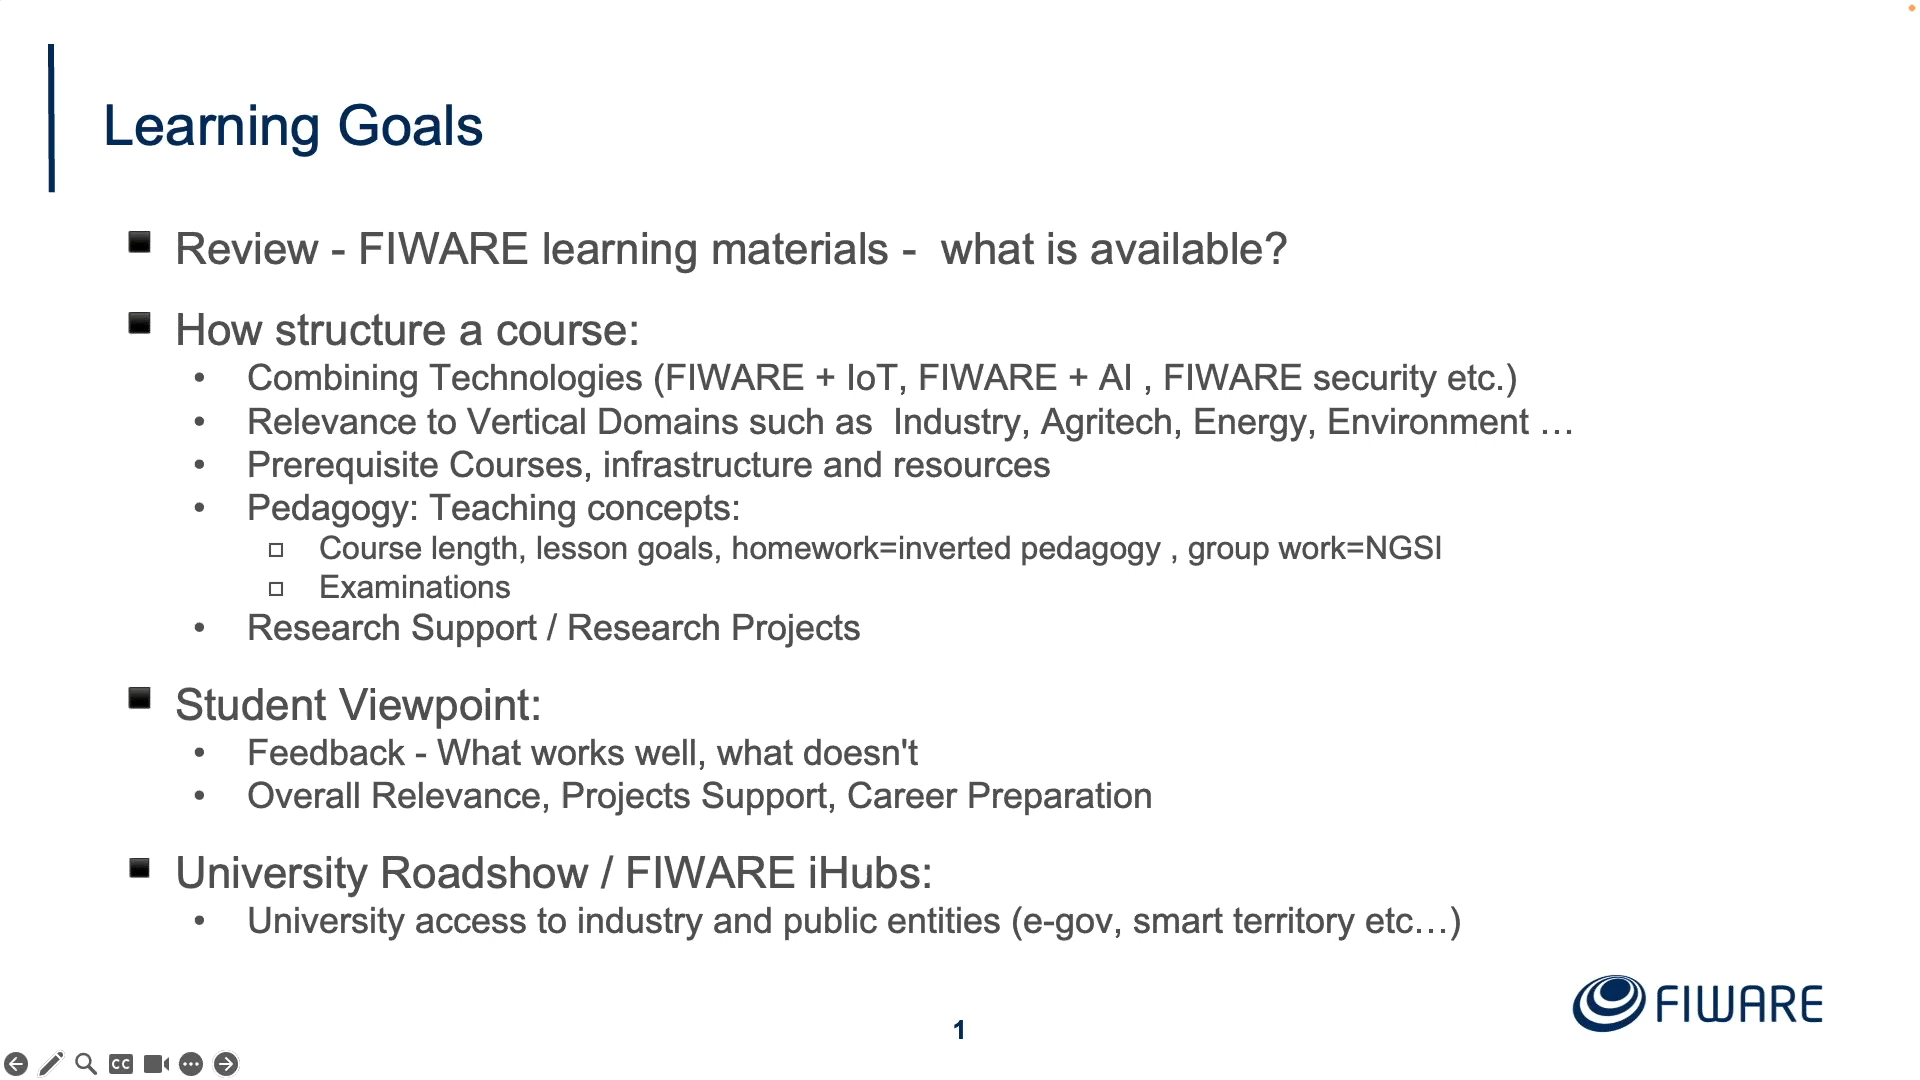 Learning Goals
Review - FIWARE learning materials -  what is available?
How structure a course:
Combining Technologies (FIWARE + IoT, FIWARE + AI , FIWARE security etc.)
Relevance to Vertical Domains such as  Industry, Agritech, Energy, Environment …
Prerequisite Courses, infrastructure and resources
Pedagogy: Teaching concepts:
Course length, lesson goals, homework=inverted pedagogy , group work=NGSI
Examinations
Research Support / Research Projects
Student Viewpoint:
Feedback - What works well, what doesn't
Overall Relevance, Projects Support, Career Preparation
University Roadshow / FIWARE iHubs:
University access to industry and public entities (e-gov, smart territory etc…)
FIWARE
1
CC